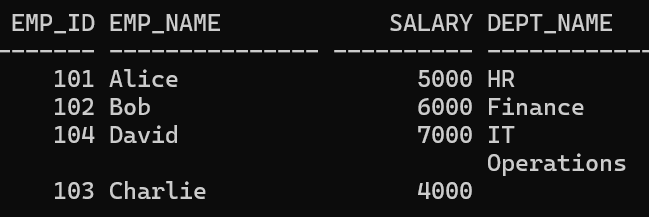 EMP_ID EMP_NAME SALARY DEPT_NAME
------- --------------- ---------- ------------
101 Alice 5000 HR
102 Bob 6000 Finance
104 David 7000 IT
Operations
103 Charlie 4000